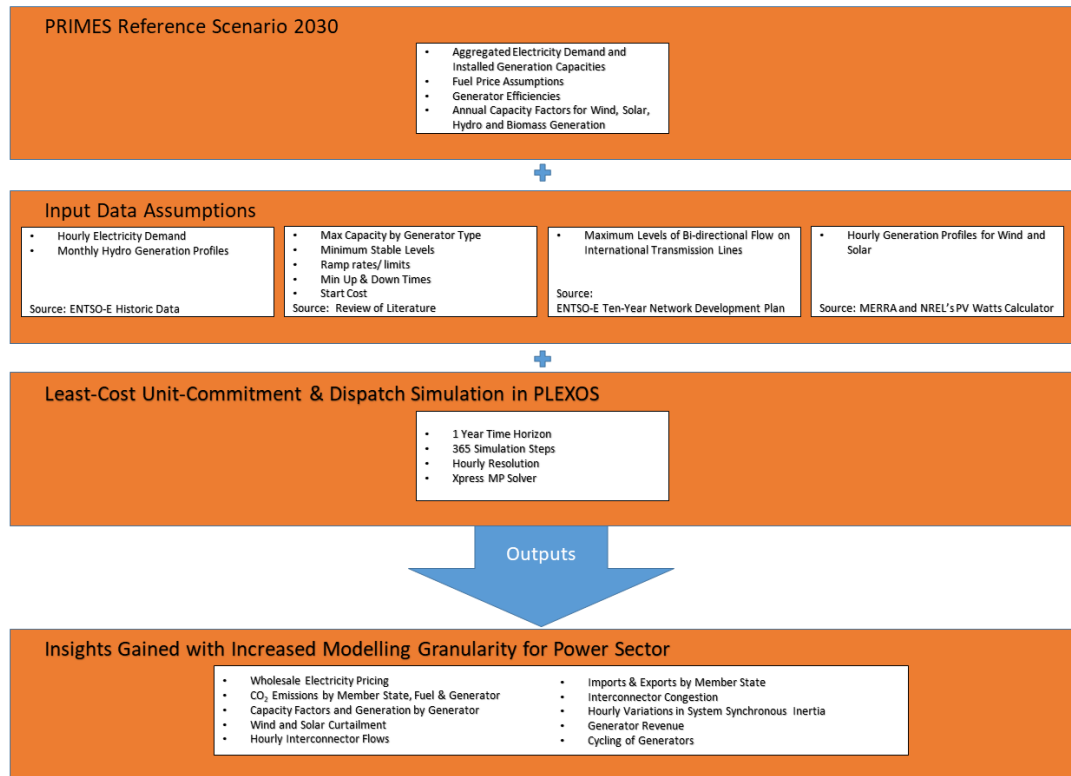 PRIMES Reference Scenario 2030
• Aggregated Electricity Demand and
Installed Generation Capacities
• Fuel Price Assumptions
• Generator Efficiencies
• Annual Capacity Factors for Wind, Solar,
Hydro and Biomass Generation
Input Data Assumptions
• Hourly Electricity Demand
• Monthly Hydro Generation Profiles
Source: ENTSO-E Historic Data
• Max Capacity by Generator Type
• Minimum Stable Levels
• Ramp rates/ limits
• Min Up & Down Times
• Start Cost
Source: Review of Literature
• Maximum Levels of Bi-directional Flow on
International Transmission Lines
Source:
ENTSO-E Ten-Year Network Development Plan
• Hourly Generation Profiles for Wind and
Solar
Source: MERRA and NREL's PV Watts Calculator
Least-Cost Unit-Commitment & Dispatch Simulation in PLEXOS
• 1 Year Time Horizon
• 365 Simulation Steps
• Hourly Resolution
• Xpress MP Solver
Outputs
Insights Gained with Increased Modelling Granularity for Power Sector
• Wholesale Electricity Pricing
• CO₂ Emissions by Member State, Fuel & Generator
• Capacity Factors and Generation by Generator
• Wind and Solar Curtailment
• Hourly Interconnector Flows
• Imports & Exports by Member State
• Interconnector Congestion
• Hourly Variations in System Synchronous Inertia
• Generator Revenue
• Cycling of Generators